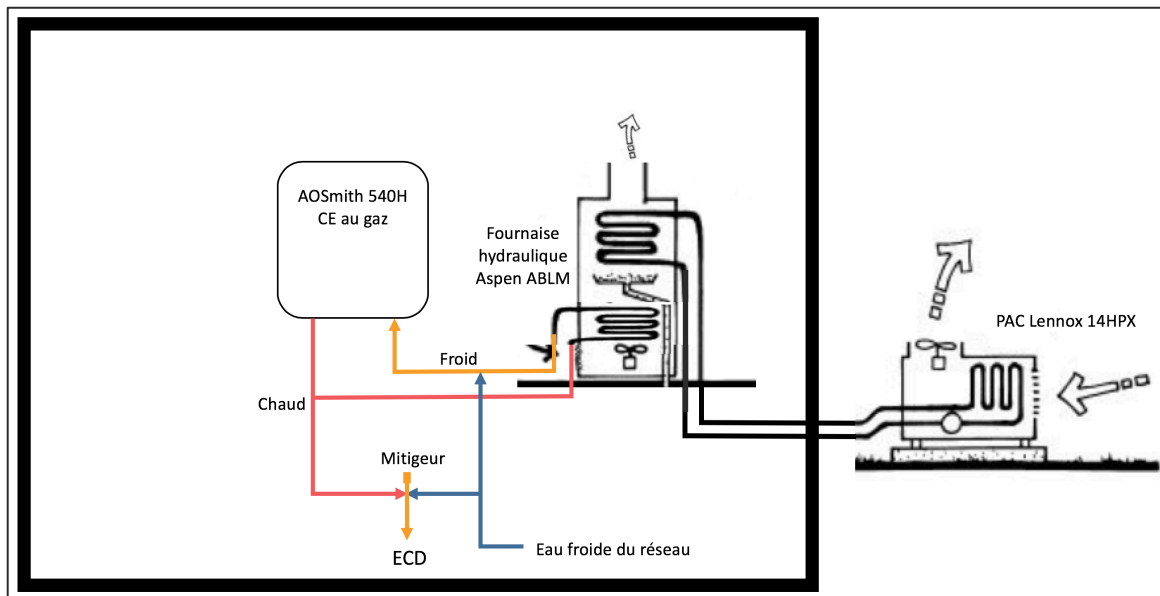 AOSmith 540H
CE au gaz
Fournaise
hydraulique
Aspen ABLM
PAC Lennox 14HPX
Froid
Chaud
Mitigeur
ECD
Eau froide du réseau